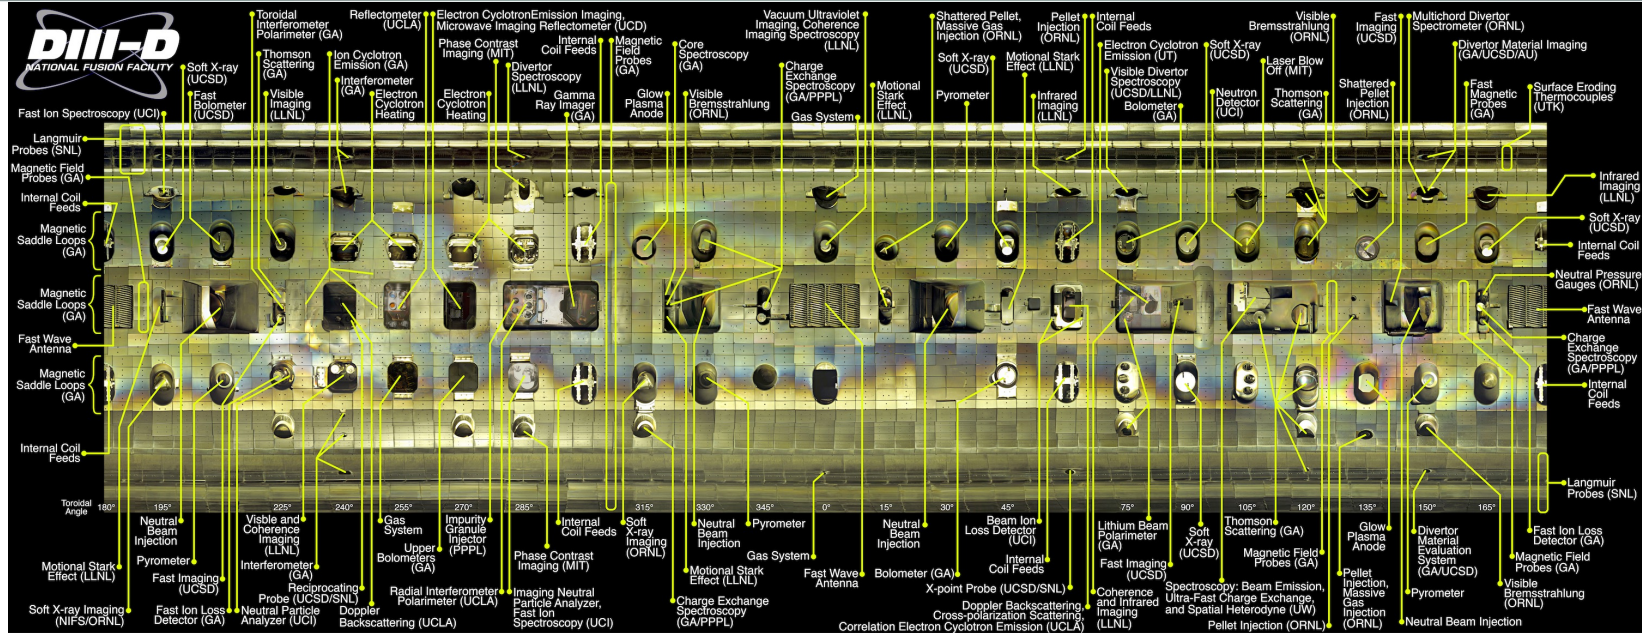 DIII-D
NATIONAL FUSION FACILITY
Toroidal
Interferometer
Polarimeter (GA)
Reflectometer
(UCLA)
Electron CyclotronEmission Imaging,
Microwave Imaging Reflectometer (UCD)
Vacuum Ultraviolet
Imaging, Coherence
Imaging Spectroscopy
(LLNL)
Shattered Pellet,
Massive Gas
Injection (ORNL)
Pellet
Injection
(ORNL)
Internal
Coil Feeds
Visible
Bremsstrahlung
(ORNL)
Fast
Imaging
(UCSD)
Multichord Divertor
Spectrometer (ORNL)
Thomson
Scattering
(GA)
Ion Cyclotron
Emission (GA)
Phase Contrast
Imaging (MIT)
Internal
Coil Feeds
Magnetic
Field
Probes
(GA)
Core
Spectroscopy
(GA)
Soft X-ray
(UCSD)
Motional Stark
Effect (LLNL)
Electron Cyclotron
Emission (UT)
Soft X-ray
(UCSD)
Laser Blow
Off (MIT)
Divertor Material Imaging
(GA/UCSD/AU)
Soft X-ray
(UCSD)
Interferometer
(GA)
Divertor
Spectroscopy
(LLNL)
Charge
Exchange
Spectroscopy
(GA/PPPL)
Visible Divertor
Spectroscopy
(UCSD/LLNL)
Fast
Bolometer
(UCSD)
Visible
Imaging
(LLNL)
Electron
Cyclotron
Heating
Electron
Cyclotron
Heating
Gamma
Ray Imager
(GA)
Glow
Plasma
Anode
Visible
Bremsstrahlung
(ORNL)
Motional
Stark
Effect
(LLNL)
Pyrometer
Infrared
Imaging
(LLNL)
Bolometer
(GA)
Neutron
Detector
(UCI)
Thomson
Scattering
(GA)
Shattered
Pellet
Injection
(ORNL)
Fast
Magnetic
Probes
(GA)
Surface Eroding
Thermocouples
(UTK)
Fast Ion Spectroscopy (UCI)
Gas System
Langmuir
Probes (SNL)
Magnetic Field
Probes (GA)
Internal Coil
Feeds
Magnetic
Saddle Loops
(GA)
Magnetic
Saddle Loops
(GA)
Fast Wave
Antenna
Magnetic
Saddle Loops
(GA)
Internal Coil
Feeds
Infrared
Imaging
(LLNL)
Soft X-ray
(UCSD)
Internal Coil
Feeds
Neutral Pressure
Gauges (ORNL)
Fast Wave
Antenna
Charge
Exchange
Spectroscopy
(GA/PPPL)
Internal
Coil
Feeds
Langmuir
Probes (SNL)
Toroidal
Angle
180° 195° 225° 240° 255° 270° 285° 315° 330° 345° 0° 15° 30° 45° 75° 90° 105° 120° 135° 150° 165°
Neutral
Beam
Injection
Visble and
Coherence
Imaging
(LLNL)
Gas
System
Impurity
Granule
Injector
(PPPL)
Internal
Coil Feeds
Soft
X-ray
Imaging
(ORNL)
Neutral
Beam
Injection
Pyrometer
Neutral
Beam
Injection
Beam Ion
Loss Detector
(UCI)
Lithium Beam
Polarimeter
(GA)
Soft
X-ray
(UCSD)
Thomson
Scattering (GA)
Glow
Plasma
Anode
Divertor
Material
Evaluation
System
(GA/UCSD)
Fast Ion Loss
Detector (GA)
Pyrometer
Upper
Bolometers
(GA)
Phase Contrast
Imaging (MIT)
Gas System
Internal
Coil Feeds
Magnetic Field
Probes (GA)
Magnetic Field
Probes (GA)
Motional Stark
Effect (LLNL)
Fast Imaging
(UCSD)
Interferometer
(GA)
Motional Stark
Effect (LLNL)
Fast Wave
Antenna
Bolometer (GA)
Fast Imaging
(UCSD)
Pellet
Injection,
Massive
Gas
Injection
(ORNL)
Visible
Bremsstrahlung
(ORNL)
Reciprocating
Probe (UCSD/SNL)
Radial Interferometer
Polarimeter (UCLA)
Imaging Neutral
Particle Analyzer,
Fast Ion
Spectroscopy (UCI)
X-point Probe (UCSD/SNL)
Coherence
and Infrared
Imaging
(LLNL)
Spectroscopy: Beam Emission,
Ultra-Fast Charge Exchange,
and Spatial Heterodyne (UW)
Pyrometer
Soft X-ray Imaging
(NIFS/ORNL)
Fast Ion Loss
Detector (GA)
Neutral Particle
Analyzer (UCI)
Doppler
Backscattering (UCLA)
Charge Exchange
Spectroscopy
(GA/PPPL)
Doppler Backscattering,
Cross-polarization Scattering,
Correlation Electron Cyclotron Emission (UCLA)
Pellet Injection (ORNL)
Neutral Beam Injection